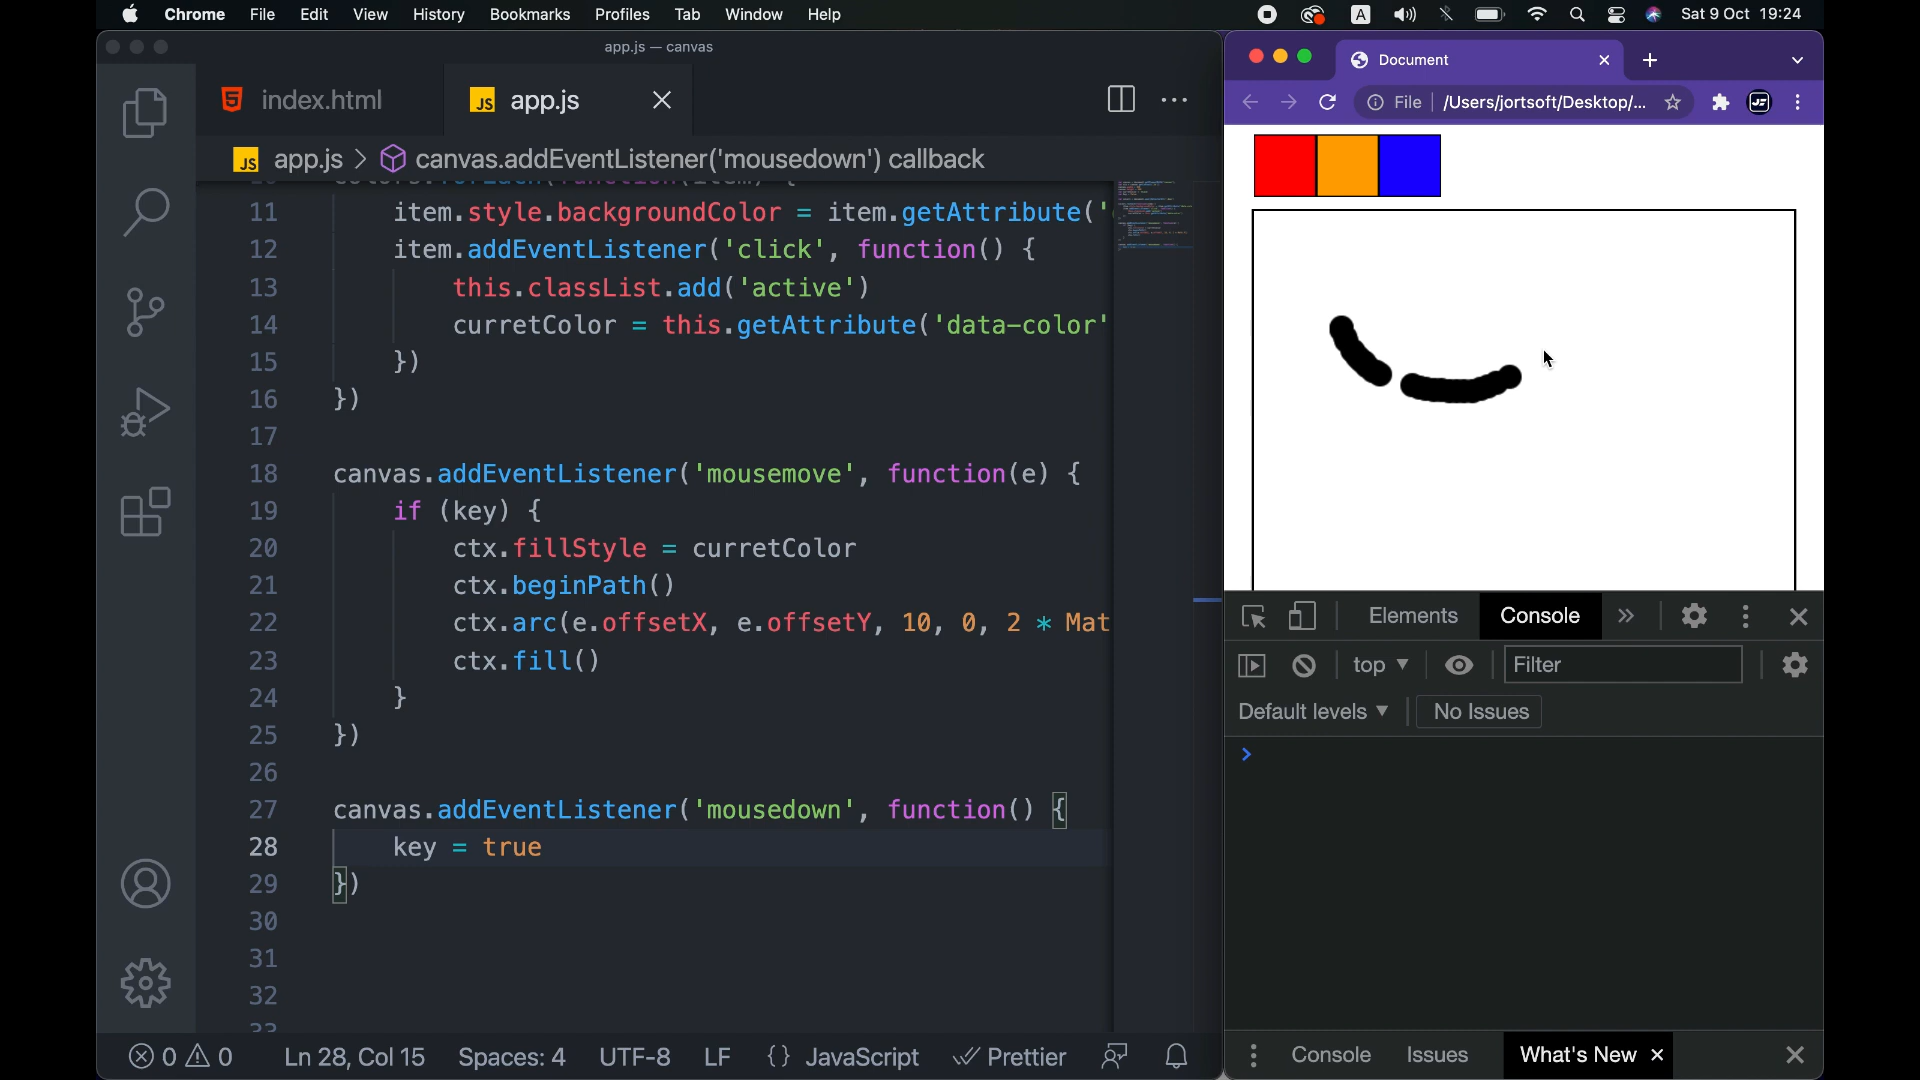 Chrome File Edit View History Bookmarks Profiles Tab Window Help
A
Sat 9 Oct 19:24
app.js — canvas
index.html
JS app.js
JS app.js > canvas.addEventListener('mousedown') callback
11 item.style.backgroundColor = item.getAttribute('
12 item.addEventListener('click', function() {
13 this.classList.add('active')
14 curretColor = this.getAttribute('data-color'
15 })
16 })
17
18 canvas.addEventListener('mousemove', function(e) {
19 if (key) {
20 ctx.fillStyle = curretColor
21 ctx.beginPath()
22 ctx.arc(e.offsetX, e.offsetY, 10, 0, 2 * Mat
23 ctx.fill()
24 }
25 })
26
27 canvas.addEventListener('mousedown', function() {
28 key = true
29 })
30
31
32
33
0 0 Ln 28, Col 15 Spaces: 4 UTF-8 LF {} JavaScript Prettier
Document
File /Users/jortsoft/Desktop/...
Elements Console
top Filter
Default levels No Issues
Console Issues What's New